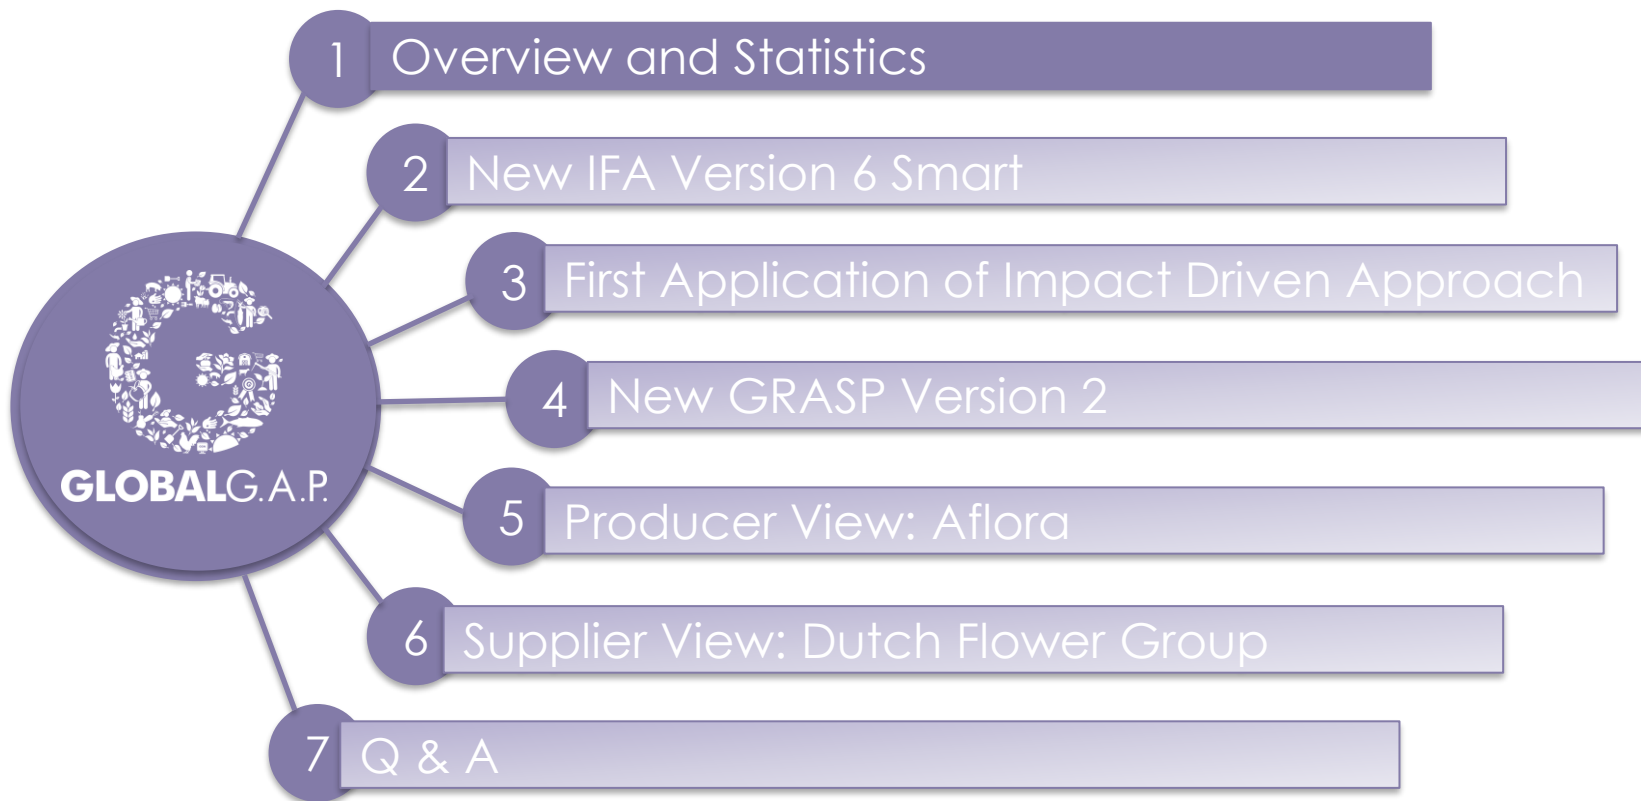 1 Overview and Statistics
2 New IFA Version 6 Smart
3 First Application of Impact Driven Approach
4 New GRASP Version 2
GLOBALG.A.P.
5 Producer View: Aflora
6 Supplier View: Dutch Flower Group
7 Q & A